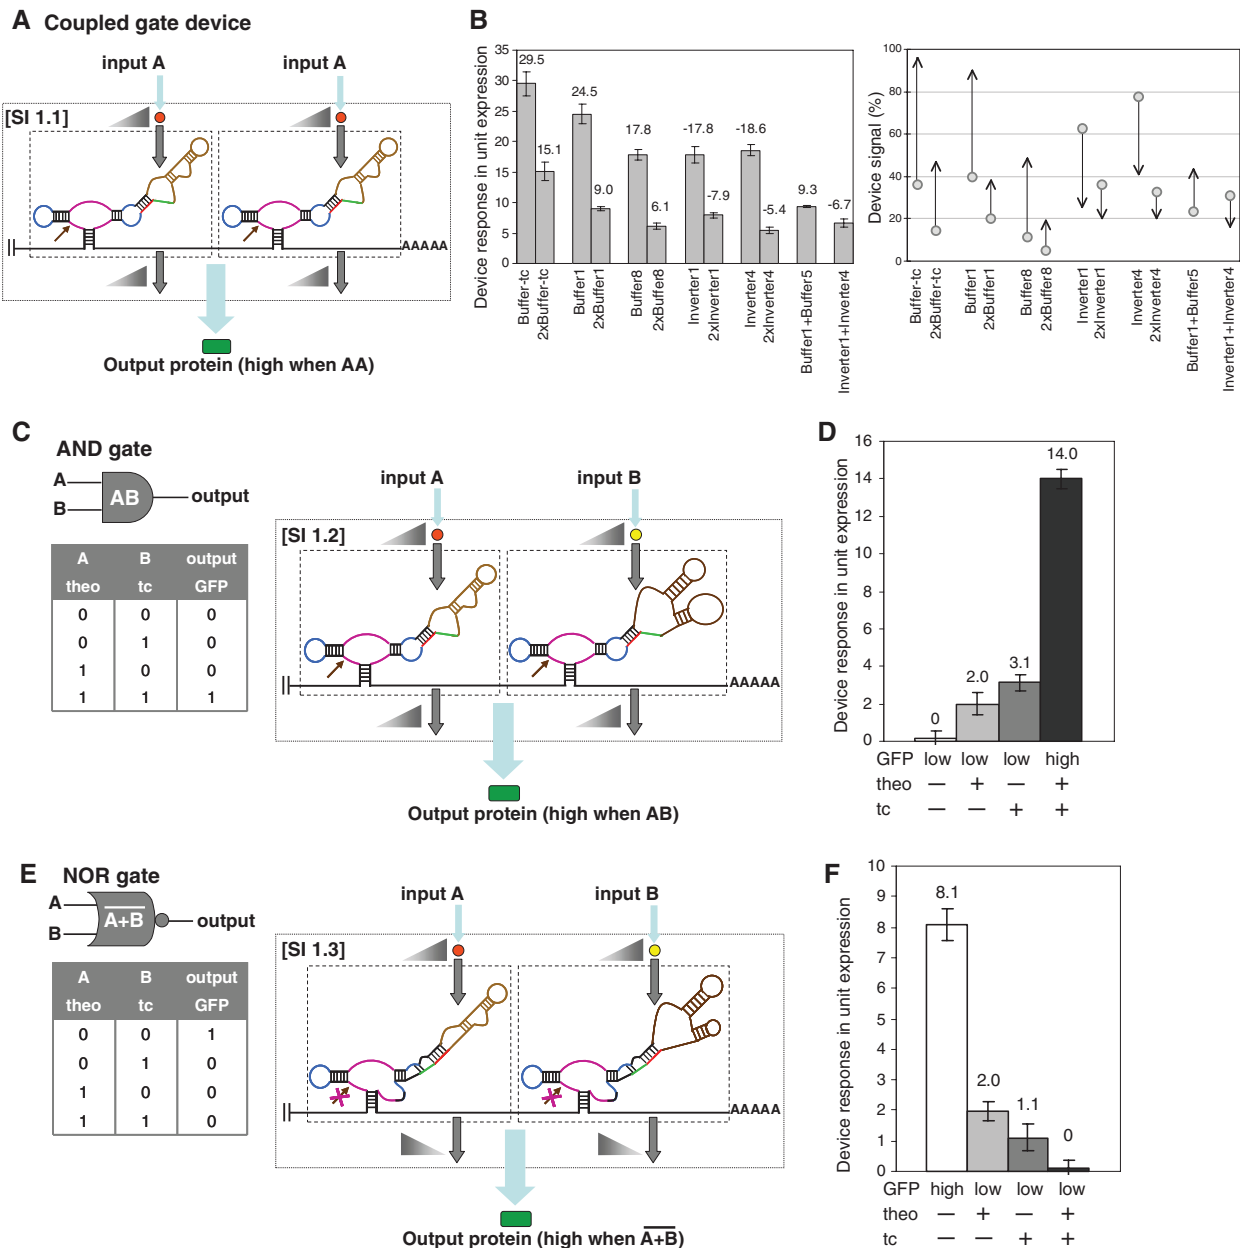 A Coupled gate device
input A
input A
[SI 1.1]
AAAAA
Output protein (high when AA)
B
Device response in unit expression
35
30
25
20
15
10
5
0
29.5
15.1
24.5
9.0
17.8
6.1
-17.8
-7.9
-18.6
-5.4
9.3
-6.7
Buffer-tc
2xBuffer-tc
Buffer1
2xBuffer1
Buffer8
2xBuffer8
Inverter1
2xInverter1
Inverter4
2xInverter4
Buffer1+Buffer5
Inverter1+Inverter4
Device signal (%)
100
80
60
40
20
0
Buffer-tc
2xBuffer-tc
Buffer1
2xBuffer1
Buffer8
2xBuffer8
Inverter1
2xInverter1
Inverter4
2xInverter4
Buffer1+Buffer5
Inverter1+Inverter4
C
AND gate
A
B
AB
output
A B output
theo tc GFP
0 0 0
0 1 0
1 0 0
1 1 1
input A
input B
[SI 1.2]
AAAAA
Output protein (high when AB)
D
Device response in unit expression
16
14
12
10
8
6
4
2
0
0
2.0
3.1
14.0
GFP low low low high
theo — + — +
tc — — + +
E
NOR gate
A
B
A+B
output
A B output
theo tc GFP
0 0 1
0 1 0
1 0 0
1 1 0
input A
input B
[SI 1.3]
AAAAA
Output protein (high when A+B)
F
Device response in unit expression
10
9
8
7
6
5
4
3
2
1
0
8.1
2.0
1.1
0
GFP high low low low
theo — + — +
tc — — + +